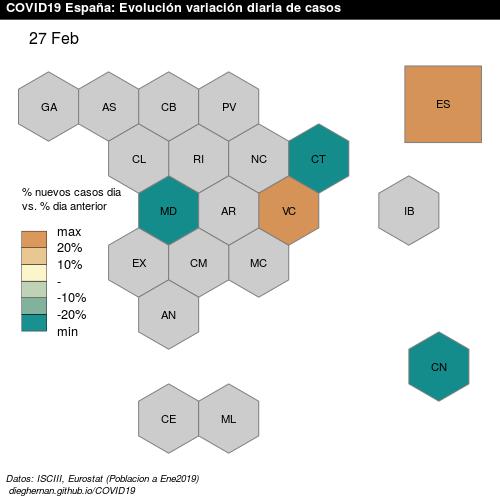 COVID19 España: Evolución variación diaria de casos
27 Feb
ES
GA AS CB PV
CL RI NC CT
% nuevos casos dia
vs. % dia anterior
MD AR VC IB
max
20%
10%
-
-10%
-20%
min
EX CM MC
AN
CN
CE ML
Datos: ISCIII, Eurostat (Poblacion a Ene2019)
dieghernan.github.io/COVID19